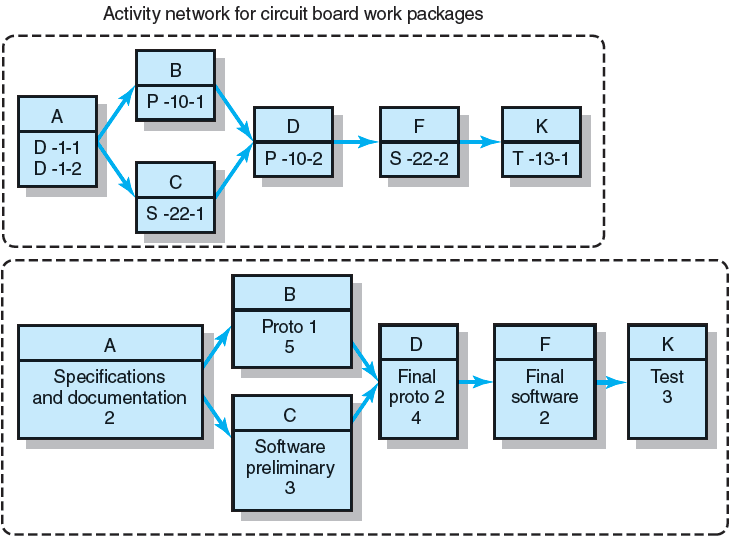 Activity network for circuit board work packages
A
D -1-1
D -1-2
B
P -10-1
C
S -22-1
D
P -10-2
F
S -22-2
K
T -13-1
A
Specifications
and documentation
2
B
Proto 1
5
C
Software
preliminary
3
D
Final
proto 2
4
F
Final
software
2
K
Test
3